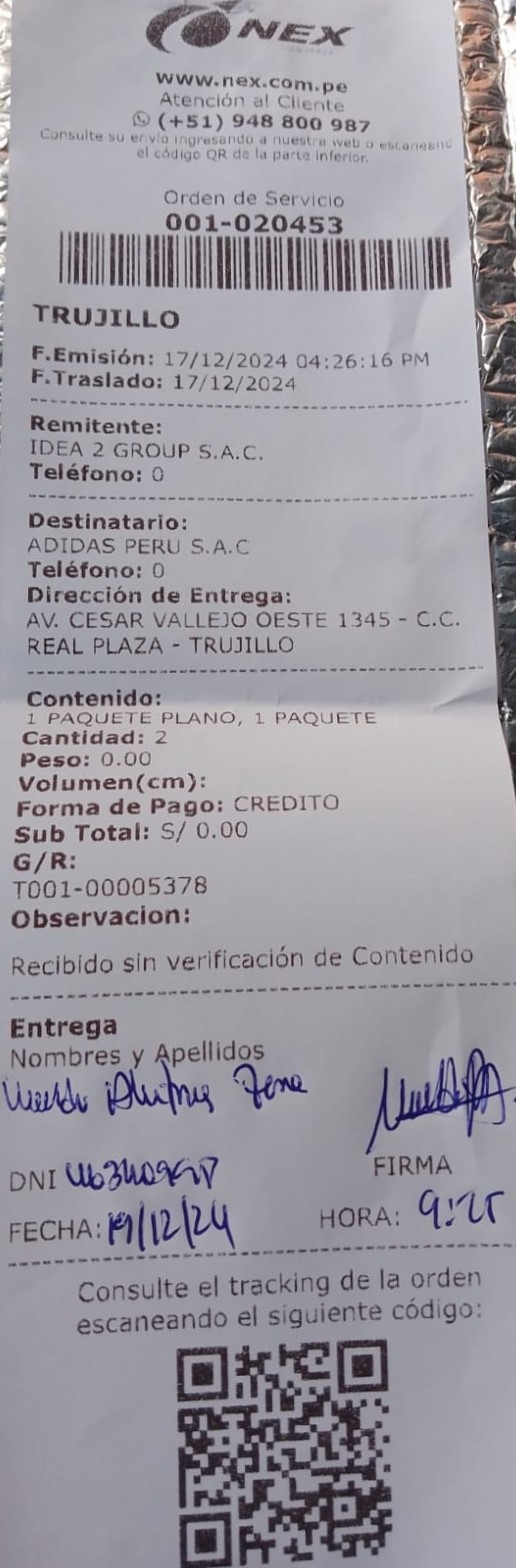 NEX
www.nex.com.pe
Atención al Cliente
(+51) 948 800 987
Consulte su envío ingresando a nuestra web o escaneand
el código QR de la parte inferior.
Orden de Servicio
001-020453
TRUJILLO
F.Emisión: 17/12/2024 04:26:16 PM
F.Traslado: 17/12/2024
Remitente:
IDEA 2 GROUP S.A.C.
Teléfono: 0
Destinatario:
ADIDAS PERU S.A.C
Teléfono: 0
Dirección de Entrega:
AV. CESAR VALLEJO OESTE 1345 - C.C.
REAL PLAZA - TRUJILLO
Contenido:
1 PAQUETE PLANO, 1 PAQUETE
Cantidad: 2
Peso: 0.00
Volumen(cm):
Forma de Pago: CREDITO
Sub Total: S/ 0.00
G/R:
T001-00005378
Observacion:
Recibido sin verificación de Contenido
Entrega
Nombres y Apellidos
DNI
FIRMA
FECHA: 19/12/24
HORA: 9:25
Consulte el tracking de la orden
escaneando el siguiente código: